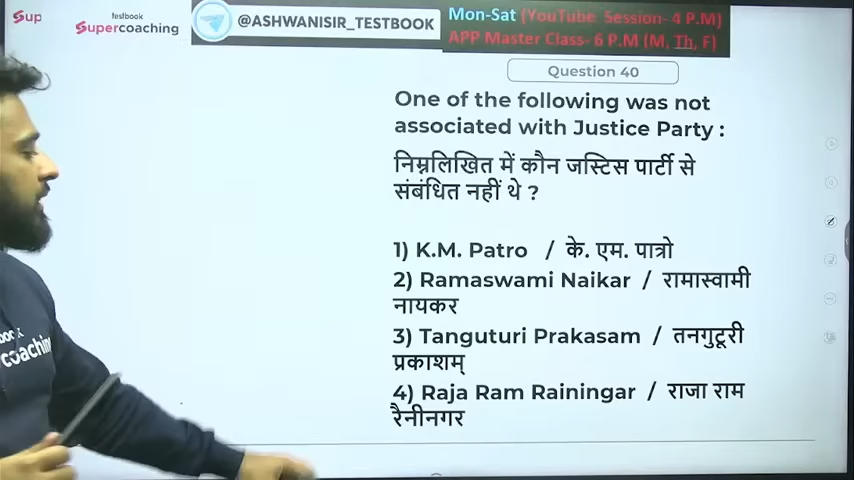 Sup
testbook
Supercoaching
@ASHWANISIR_TESTBOOK
Mon-Sat (YouTube Session- 4 P.M)
APP Master Class- 6 P.M (M, Th, F)
Question 40
One of the following was not
associated with Justice Party :
निम्नलिखित में कौन जस्टिस पार्टी से
संबंधित नहीं थे ?
1) K.M. Patro / के. एम. पात्रो
2) Ramaswami Naikar / रामास्वामी
नायकर
3) Tanguturi Prakasam / तनगुटूरी
प्रकाशम्
4) Raja Ram Rainingar / राजा राम
रैनीनगर
coaching